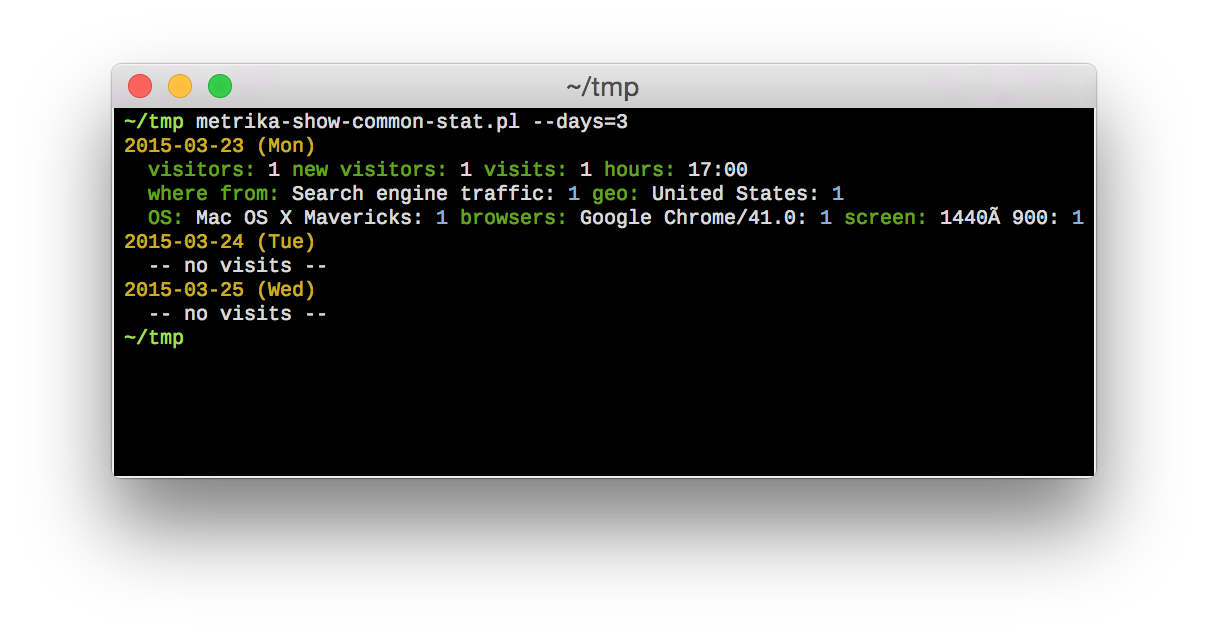 ~/tmp
~/tmp metrika-show-common-stat.pl --days=3
2015-03-23 (Mon)
visitors: 1 new visitors: 1 visits: 1 hours: 17:00
where from: Search engine traffic: 1 geo: United States: 1
OS: Mac OS X Mavericks: 1 browsers: Google Chrome/41.0: 1 screen: 1440Ã 900: 1
2015-03-24 (Tue)
-- no visits --
2015-03-25 (Wed)
-- no visits --
~/tmp